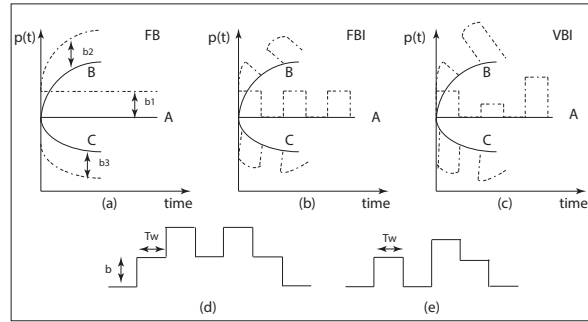 p(t) FB
b2
B
b1
A
C
b3
(a) time
p(t) FBI
B
A
C
(b) time
p(t) VBI
B
A
C
(c) time
Tw
b
(d)
Tw
(e)